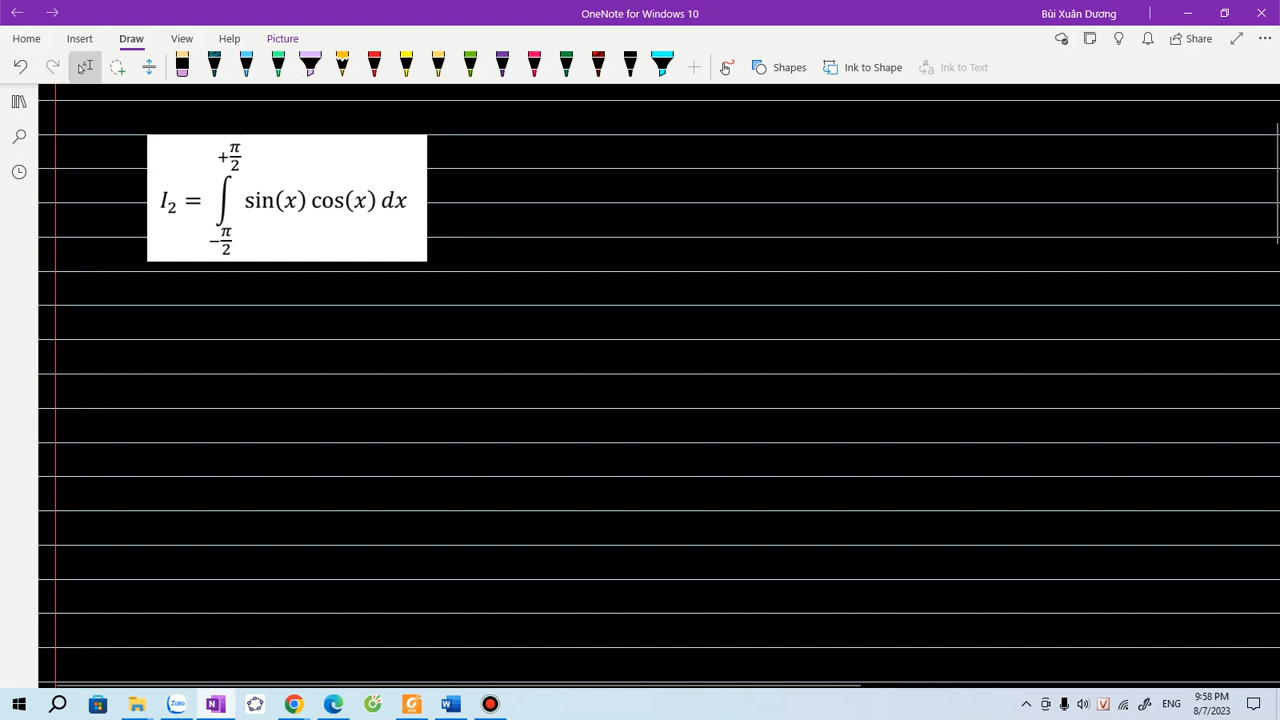 OneNote for Windows 10
Bùi Xuân Dương
Home Insert Draw View Help Picture
Share
Shapes Ink to Shape Ink to Text
I₂ = ∫_{-π/2}^{+π/2} sin(x) cos(x) dx
Zalo
N
W
V
ENG
9:58 PM
8/7/2023